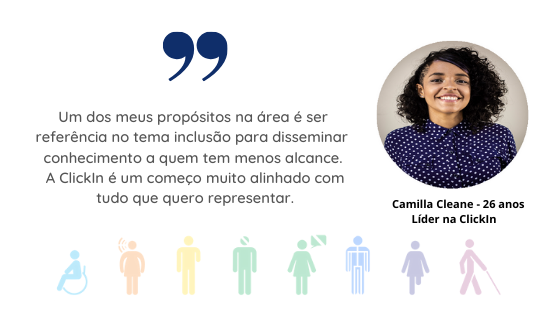 Um dos meus propósitos na área é ser
referência no tema inclusão para disseminar
conhecimento a quem tem menos alcance.
A ClickIn é um começo muito alinhado com
tudo que quero representar.
Camilla Cleane - 26 anos
Líder na ClickIn